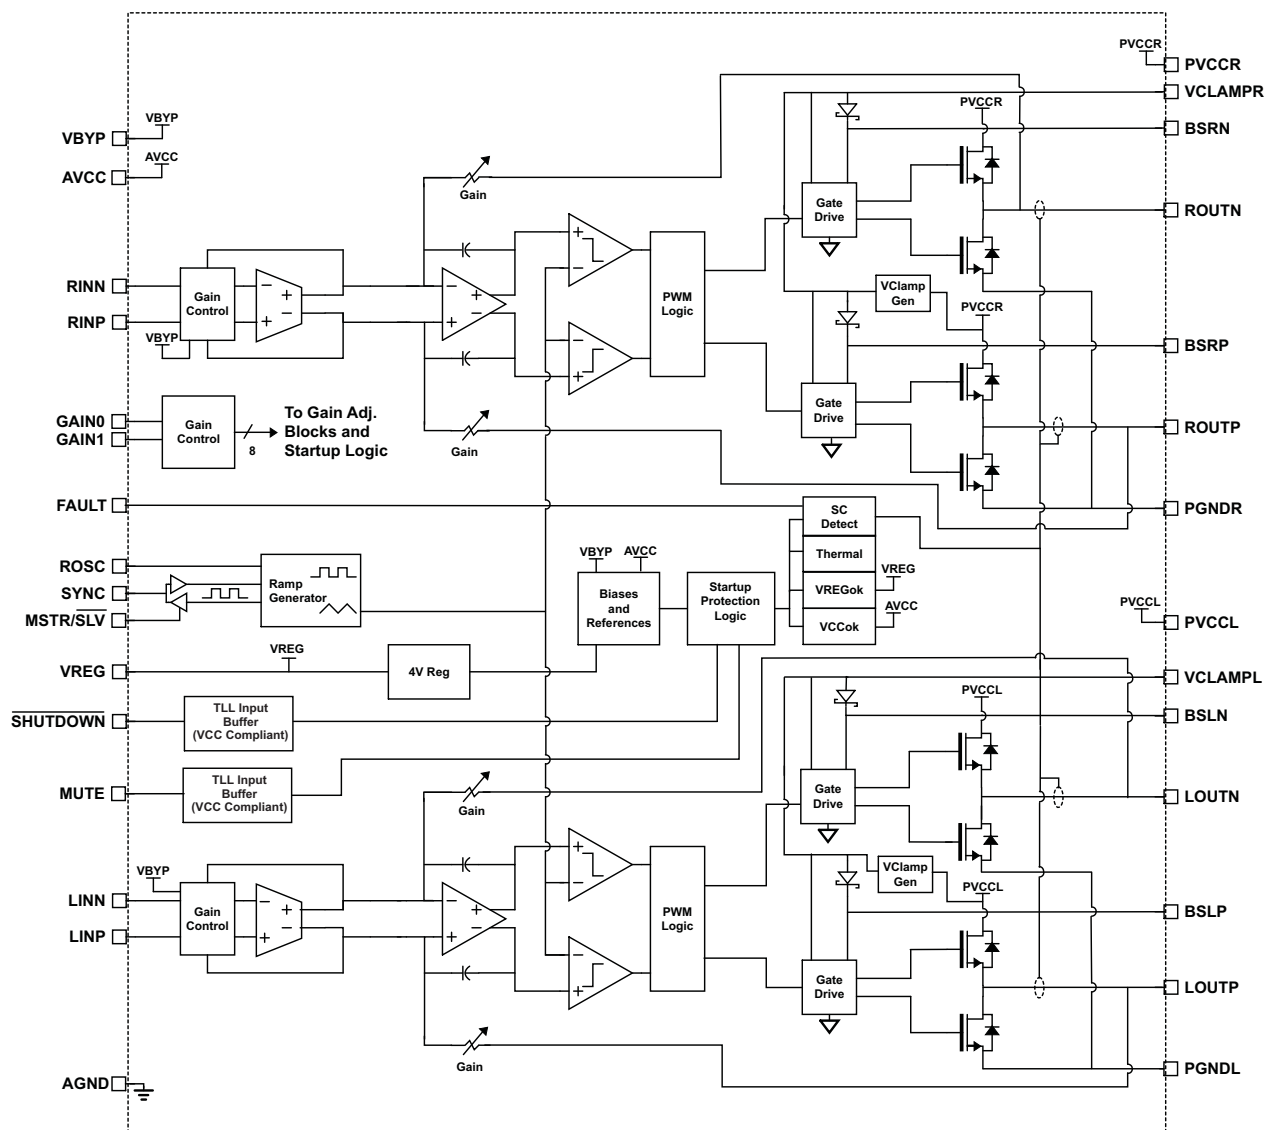 PVCCR
PVCCR
VCLAMPR
PVCCR
VBYP
VBYP
BSRN
AVCC
AVCC
Gain
Gate
Drive
ROUTN
RINN
Gain
Control
RINP
VBYP
PWM
Logic
VClamp
Gen
PVCCR
BSRP
GAIN0
GAIN1
Gain
Control
8
To Gain Adj.
Blocks and
Startup Logic
Gain
Gate
Drive
ROUTP
FAULT
SC
Detect
PGNDR
ROSC
SYNC
MSTR/SLV
Ramp
Generator
VBYP
AVCC
Biases
and
References
Startup
Protection
Logic
Thermal
VREGok
VREG
VCCok
AVCC
PVCCL
PVCCL
VREG
VREG
4V Reg
VCLAMPL
PVCCL
SHUTDOWN
TLL Input
Buffer
(VCC Compliant)
BSLN
MUTE
TLL Input
Buffer
(VCC Compliant)
Gain
Gate
Drive
LOUTN
VBYP
LINN
Gain
Control
LINP
PWM
Logic
VClamp
Gen
PVCCL
BSLP
Gate
Drive
LOUTP
Gain
AGND
PGNDL